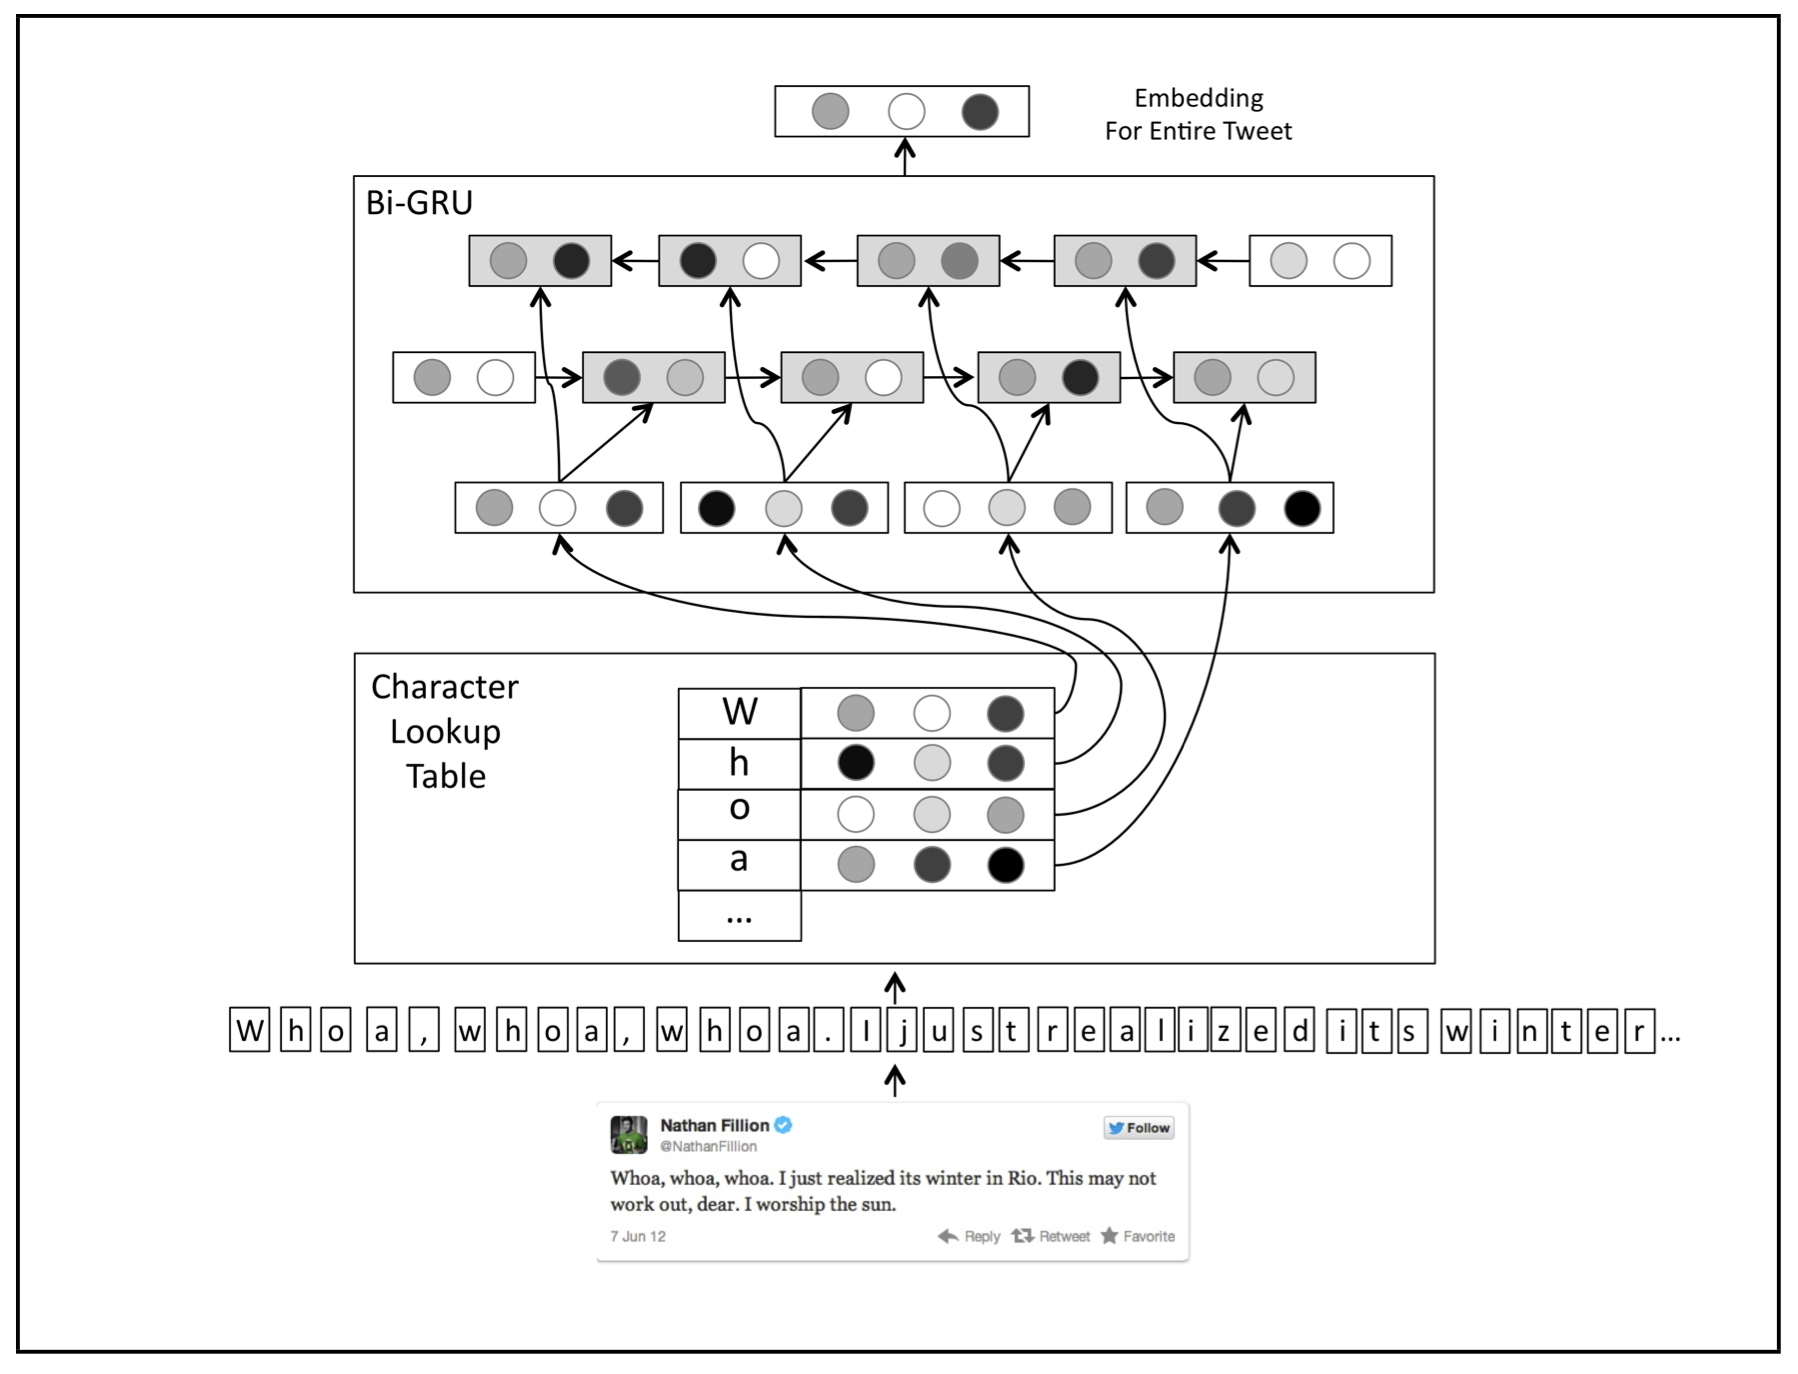 Embedding
For Entire Tweet
Bi-GRU
Character
Lookup
Table
W
h
o
a
...
W h o a , w h o a , w h o a . I j u s t r e a l i z e d i t s w i n t e r ...
Nathan Fillion
@NathanFillion
Follow
Whoa, whoa, whoa. I just realized its winter in Rio. This may not
work out, dear. I worship the sun.
7 Jun 12 Reply Retweet Favorite